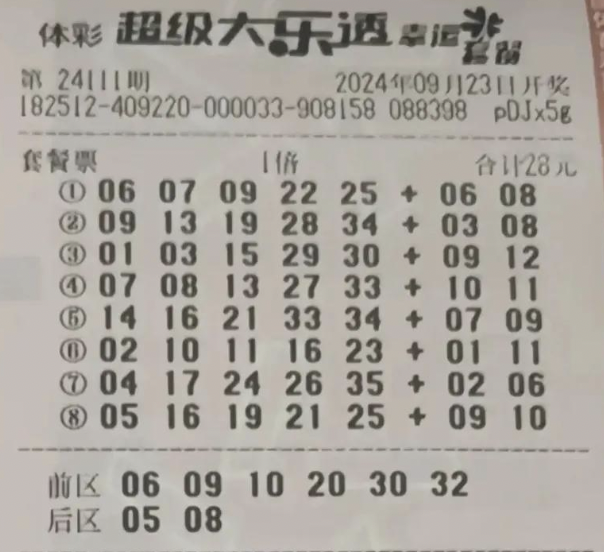 体彩 超级大乐透 幸运套餐
第 24111期 2024年09月23日开奖
182512-409220-000033-908158 088398 pDJx5g
套餐票 1倍 合计28元
① 06 07 09 22 25 + 06 08
② 09 13 19 28 34 + 03 08
③ 01 03 15 29 30 + 09 12
④ 07 08 13 27 33 + 10 11
⑤ 14 16 21 33 34 + 07 09
⑥ 02 10 11 16 23 + 01 11
⑦ 04 17 24 26 35 + 02 06
⑧ 05 16 19 21 25 + 09 10
前区 06 09 10 20 30 32
后区 05 08